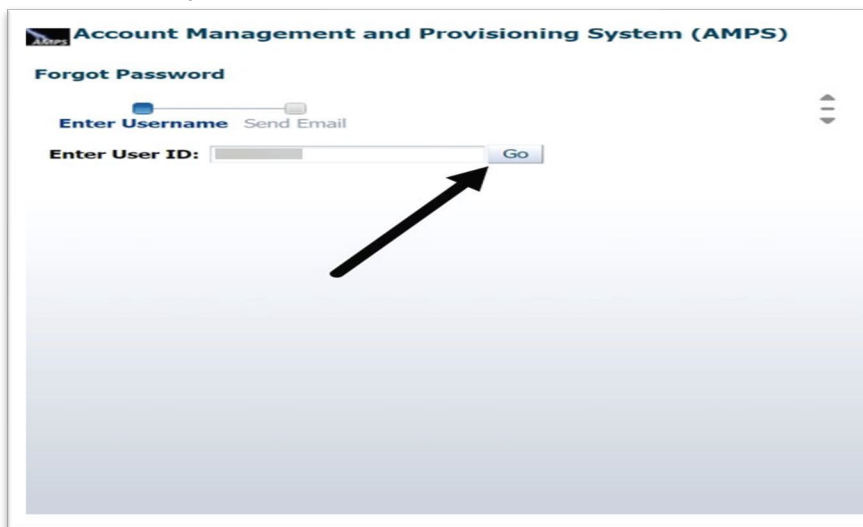 AMPS Account Management and Provisioning System (AMPS)
Forgot Password
Enter Username Send Email
Enter User ID: Go